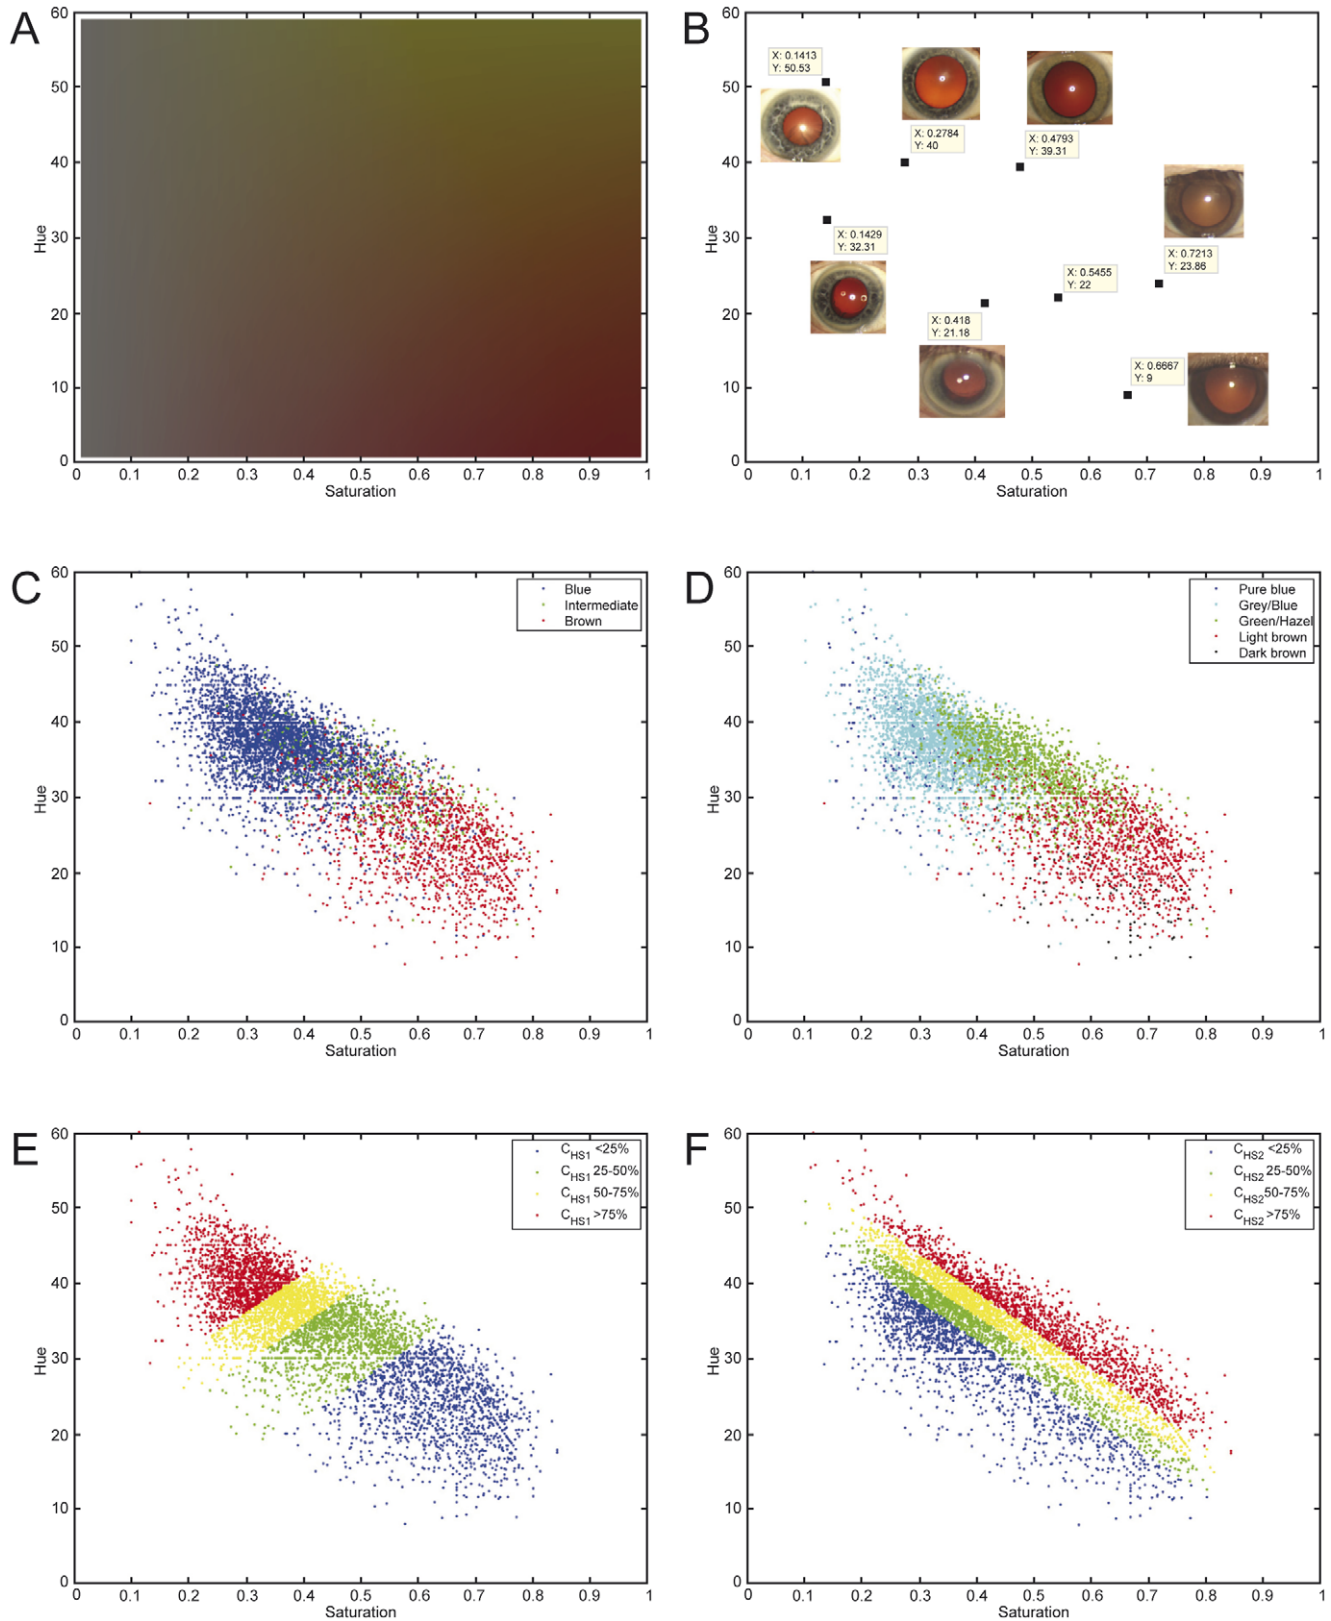 A
60
50
40
30
20
10
0
Hue
0 0.1 0.2 0.3 0.4 0.5 0.6 0.7 0.8 0.9 1
Saturation
B
60
50
40
30
20
10
0
Hue
X: 0.1413
Y: 50.53
X: 0.2784
Y: 40
X: 0.4793
Y: 39.31
X: 0.1429
Y: 32.31
X: 0.7213
Y: 23.86
X: 0.5455
Y: 22
X: 0.418
Y: 21.18
X: 0.6667
Y: 9
0 0.1 0.2 0.3 0.4 0.5 0.6 0.7 0.8 0.9 1
Saturation
C
60
50
40
30
20
10
0
Hue
Blue
Intermediate
Brown
0 0.1 0.2 0.3 0.4 0.5 0.6 0.7 0.8 0.9 1
Saturation
D
60
50
40
30
20
10
0
Hue
Pure blue
Grey/Blue
Green/Hazel
Light brown
Dark brown
0 0.1 0.2 0.3 0.4 0.5 0.6 0.7 0.8 0.9 1
Saturation
E
60
50
40
30
20
10
0
Hue
CHS1 <25%
CHS1 25-50%
CHS1 50-75%
CHS1 >75%
0 0.1 0.2 0.3 0.4 0.5 0.6 0.7 0.8 0.9 1
Saturation
F
60
50
40
30
20
10
0
Hue
CHS2 <25%
CHS2 25-50%
CHS2 50-75%
CHS2 >75%
0 0.1 0.2 0.3 0.4 0.5 0.6 0.7 0.8 0.9 1
Saturation